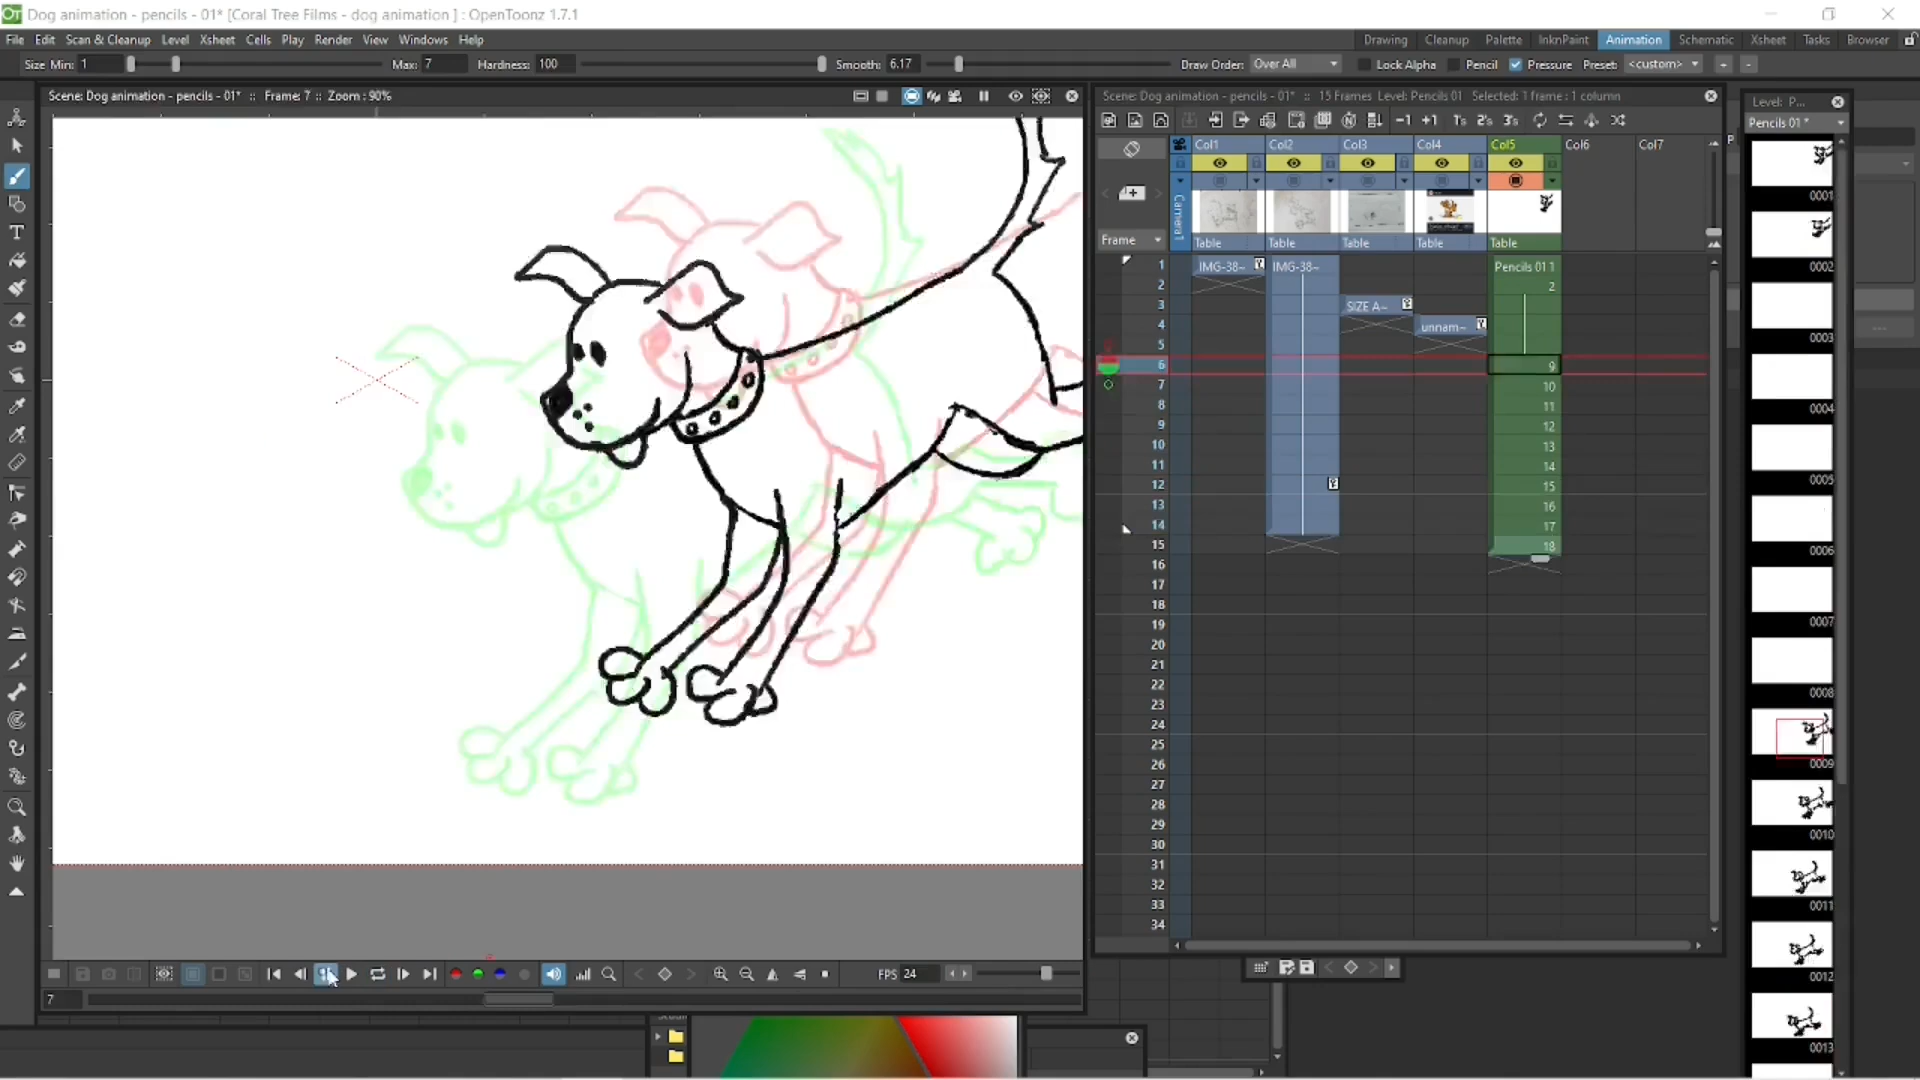 Dog animation - pencils - 01* [Coral Tree Films - dog animation ] : OpenToonz 1.7.1
File Edit Scan & Cleanup Level Xsheet Cells Play Render View Windows Help
Drawing Cleanup Palette InknPaint Animation Schematic Xsheet Tasks Browser
Size Min: 1 Max: 7 Hardness: 100 Smooth: 6.17 Draw Order: Over All Lock Alpha Pencil Pressure Preset: <custom> + -
Scene: Dog animation - pencils - 01* :: Frame: 7 :: Zoom : 90%
Scene: Dog animation - pencils - 01* :: 15 Frames Level: Pencils 01 Selected: 1 frame : 1 column
Level: P...
Pencils 01 *
-1 +1 1's 2's 3's
Col1 Col2 Col3 Col4 Col5 Col6 Col7
Camera1
Frame Table Table Table Table Table
1 IMG-38~ IMG-38~ Pencils 01 1
2 2
3 SIZE A~
4 unnam~
5
6 9
7 10
8 11
9 12
10 13
11 14
12 15
13 16
14 17
15 18
16
17
18
19
20
21
22
23
24
25
26
27
28
29
30
31
32
33
34
0001
0002
0003
0004
0005
0006
0007
0008
0009
0010
0011
0012
0013
FPS 24
7